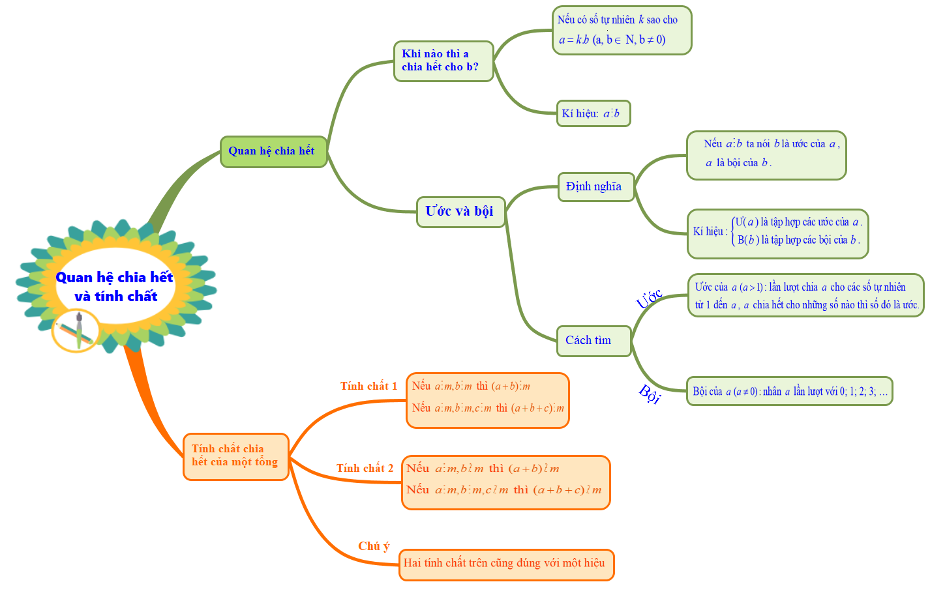 Quan hệ chia hết
và tính chất
Quan hệ chia hết
Khi nào thì a
chia hết cho b?
Nếu có số tự nhiên k sao cho
a = k.b (a, b ∈ N, b ≠ 0)
Kí hiệu: a⋮b
Ước và bội
Định nghĩa
Nếu a⋮b ta nói b là ước của a,
a là bội của b.
Kí hiệu: { Ư(a) là tập hợp các ước của a.
B(b) là tập hợp các bội của b.
Cách tìm
Ước
Ước của a (a > 1): lần lượt chia a cho các số tự nhiên
từ 1 đến a, a chia hết cho những số nào thì số đó là ước.
Bội
Bội của a (a ≠ 0): nhân a lần lượt với 0; 1; 2; 3; ...
Tính chất chia
hết của một tổng
Tính chất 1
Nếu a⋮m, b⋮m thì (a + b)⋮m
Nếu a⋮m, b⋮m, c⋮m thì (a + b + c)⋮m
Tính chất 2
Nếu a⋮m, b⋮̸m thì (a + b)⋮̸m
Nếu a⋮m, b⋮m, c⋮̸m thì (a + b + c)⋮̸m
Chú ý
Hai tính chất trên cũng đúng với một hiệu